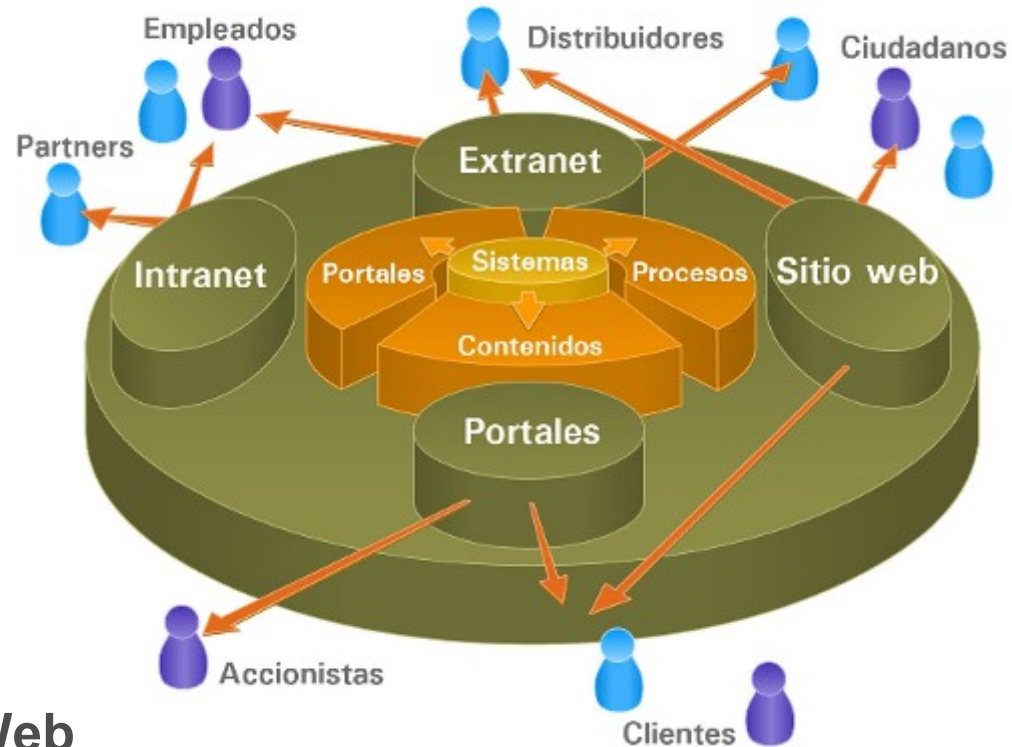 Empleados
Distribuidores
Ciudadanos
Partners
Extranet
Intranet
Portales
Sistemas
Procesos
Sitio web
Contenidos
Portales
Accionistas
Clientes
Web